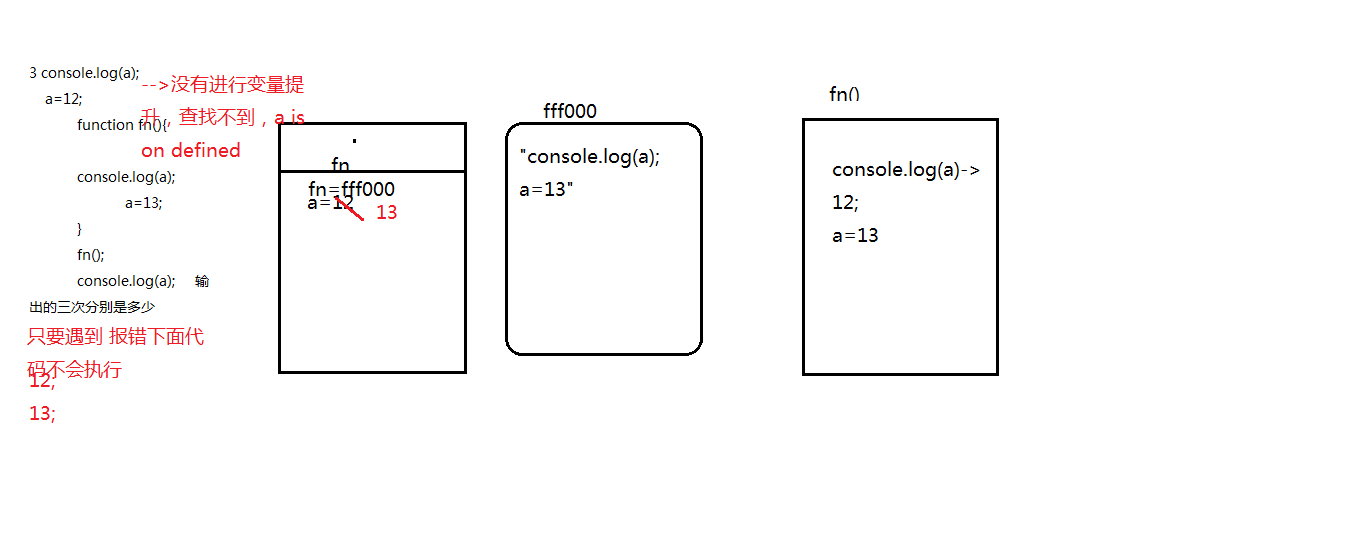 3 console.log(a);
a=12;
function fn(){
console.log(a);
a=13;
}
fn();
console.log(a); 输
出的三次分别是多少
-->没有进行变量提
升，查找不到，a is
on defined
只要遇到 报错下面代
码不会执行
12;
13;
fn
fn=fff000
a=12
13
fff000
"console.log(a);
a=13"
fn()
console.log(a)->
12;
a=13